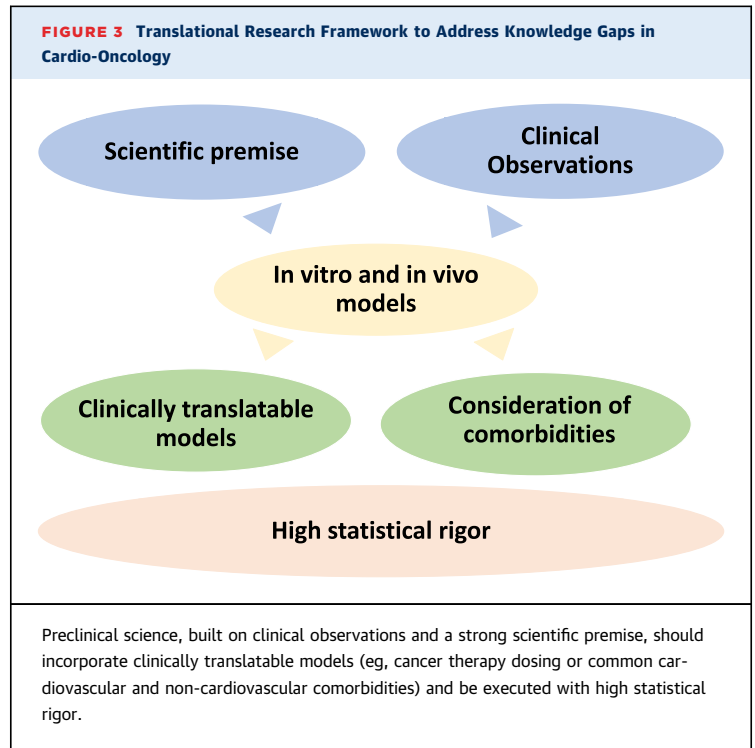 FIGURE 3 Translational Research Framework to Address Knowledge Gaps in
Cardio-Oncology
Scientific premise
Clinical
Observations
In vitro and in vivo
models
Clinically translatable
models
Consideration of
comorbidities
High statistical rigor
Preclinical science, built on clinical observations and a strong scientific premise, should
incorporate clinically translatable models (eg, cancer therapy dosing or common car-
diovascular and non-cardiovascular comorbidities) and be executed with high statistical
rigor.